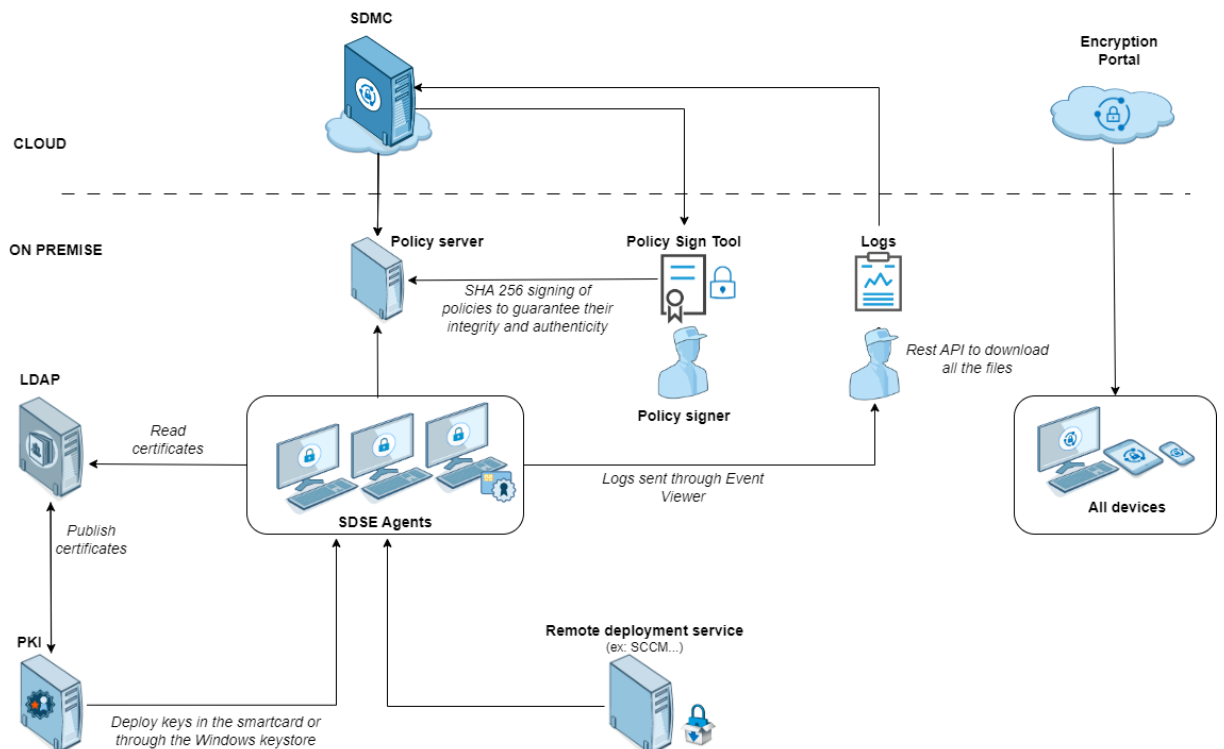 SDMC
Encryption
Portal
CLOUD
ON PREMISE
Policy server
Policy Sign Tool
Logs
SHA 256 signing of
policies to guarantee their
integrity and authenticity
Rest API to download
all the files
LDAP
Policy signer
Read
certificates
Logs sent through Event
Viewer
SDSE Agents
All devices
Publish
certificates
PKI
Remote deployment service
(ex: SCCM...)
Deploy keys in the smartcard or
through the Windows keystore